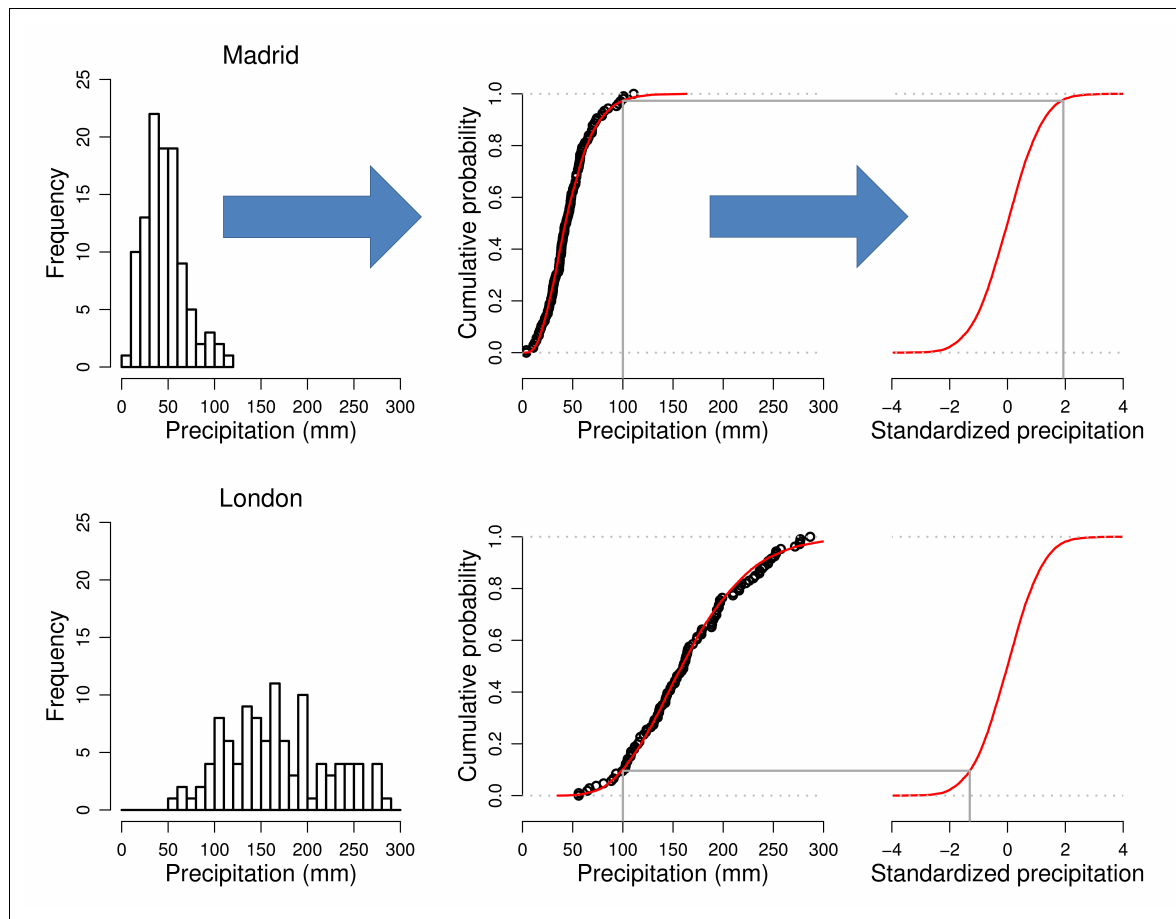 Madrid
Frequency
0 5 10 15 20 25
0 50 100 150 200 250 300
Precipitation (mm)
Cumulative probability
0.0 0.2 0.4 0.6 0.8 1.0
0 50 100 150 200 250 300
Precipitation (mm)
−4 −2 0 2 4
Standardized precipitation
London
Frequency
0 5 10 15 20 25
0 50 100 150 200 250 300
Precipitation (mm)
Cumulative probability
0.0 0.2 0.4 0.6 0.8 1.0
0 50 100 150 200 250 300
Precipitation (mm)
−4 −2 0 2 4
Standardized precipitation